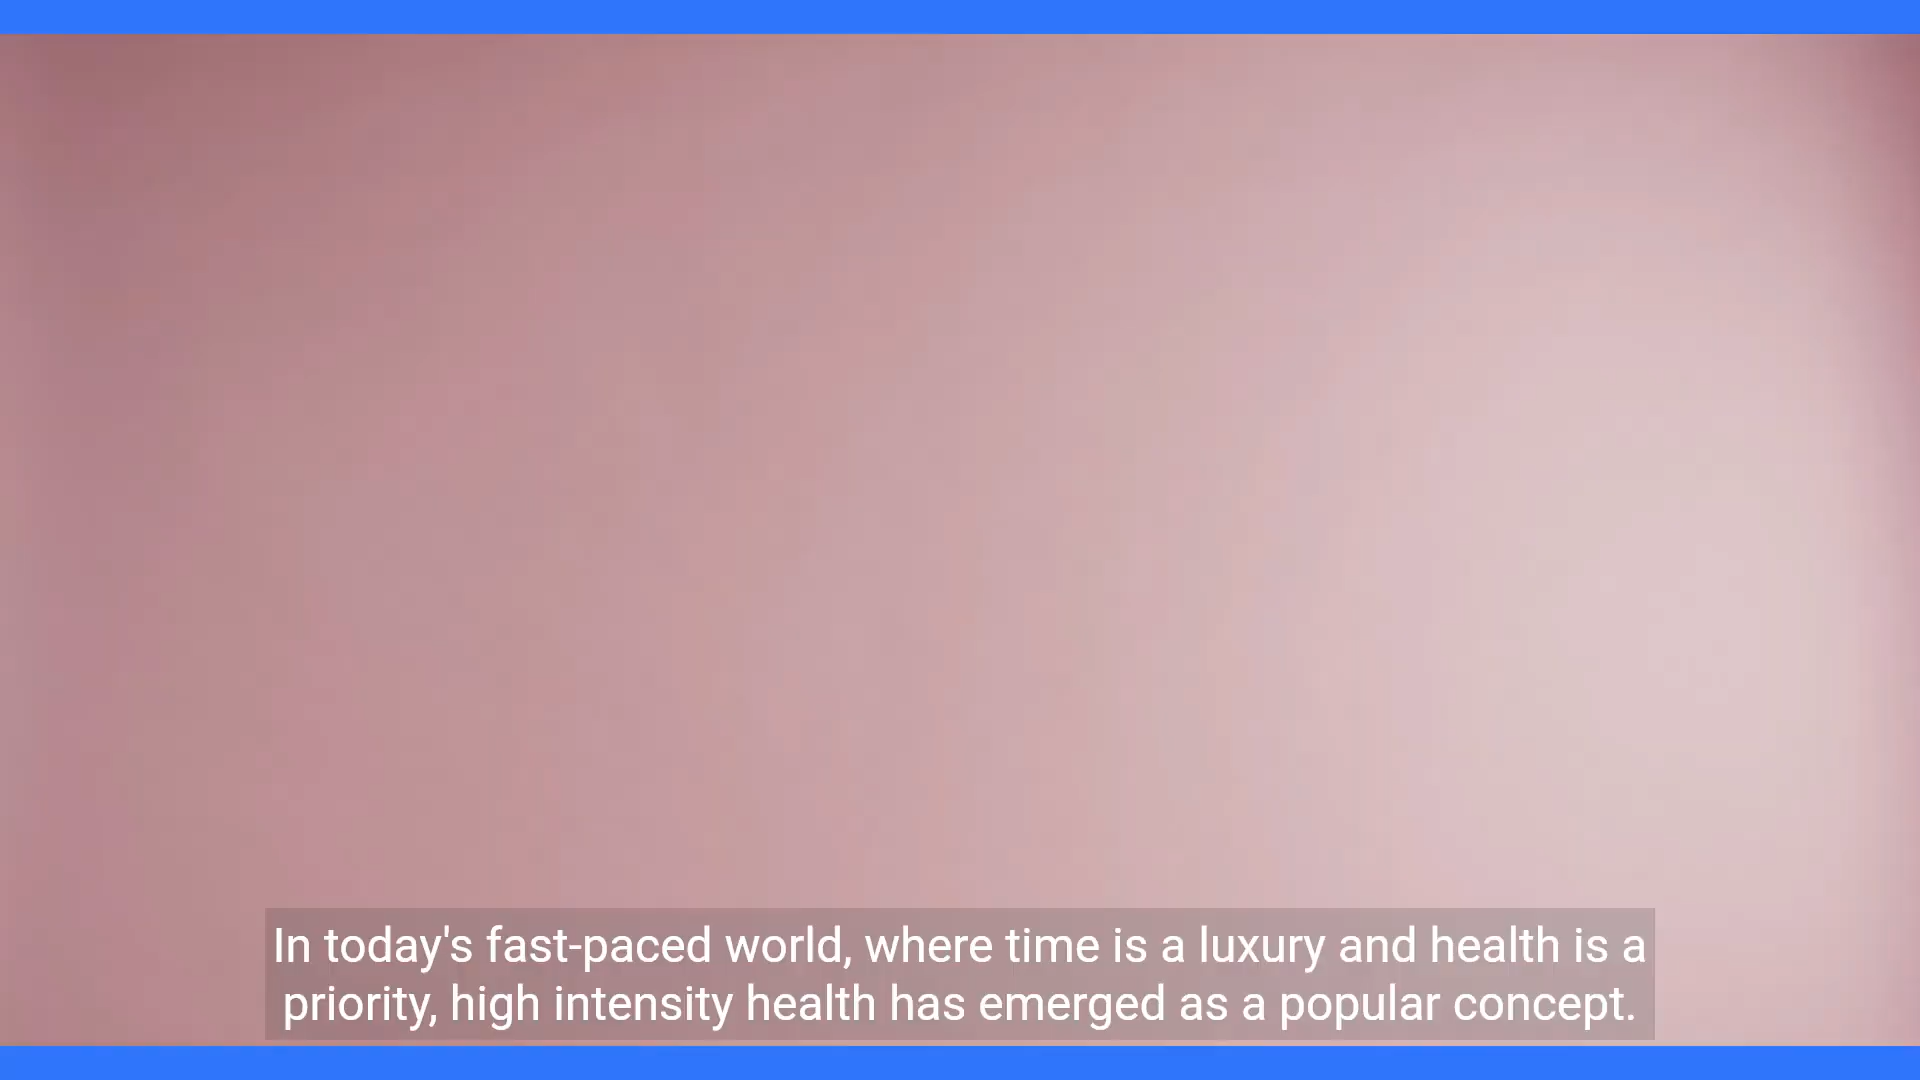 In today's fast-paced world, where time is a luxury and health is a
priority, high intensity health has emerged as a popular concept.